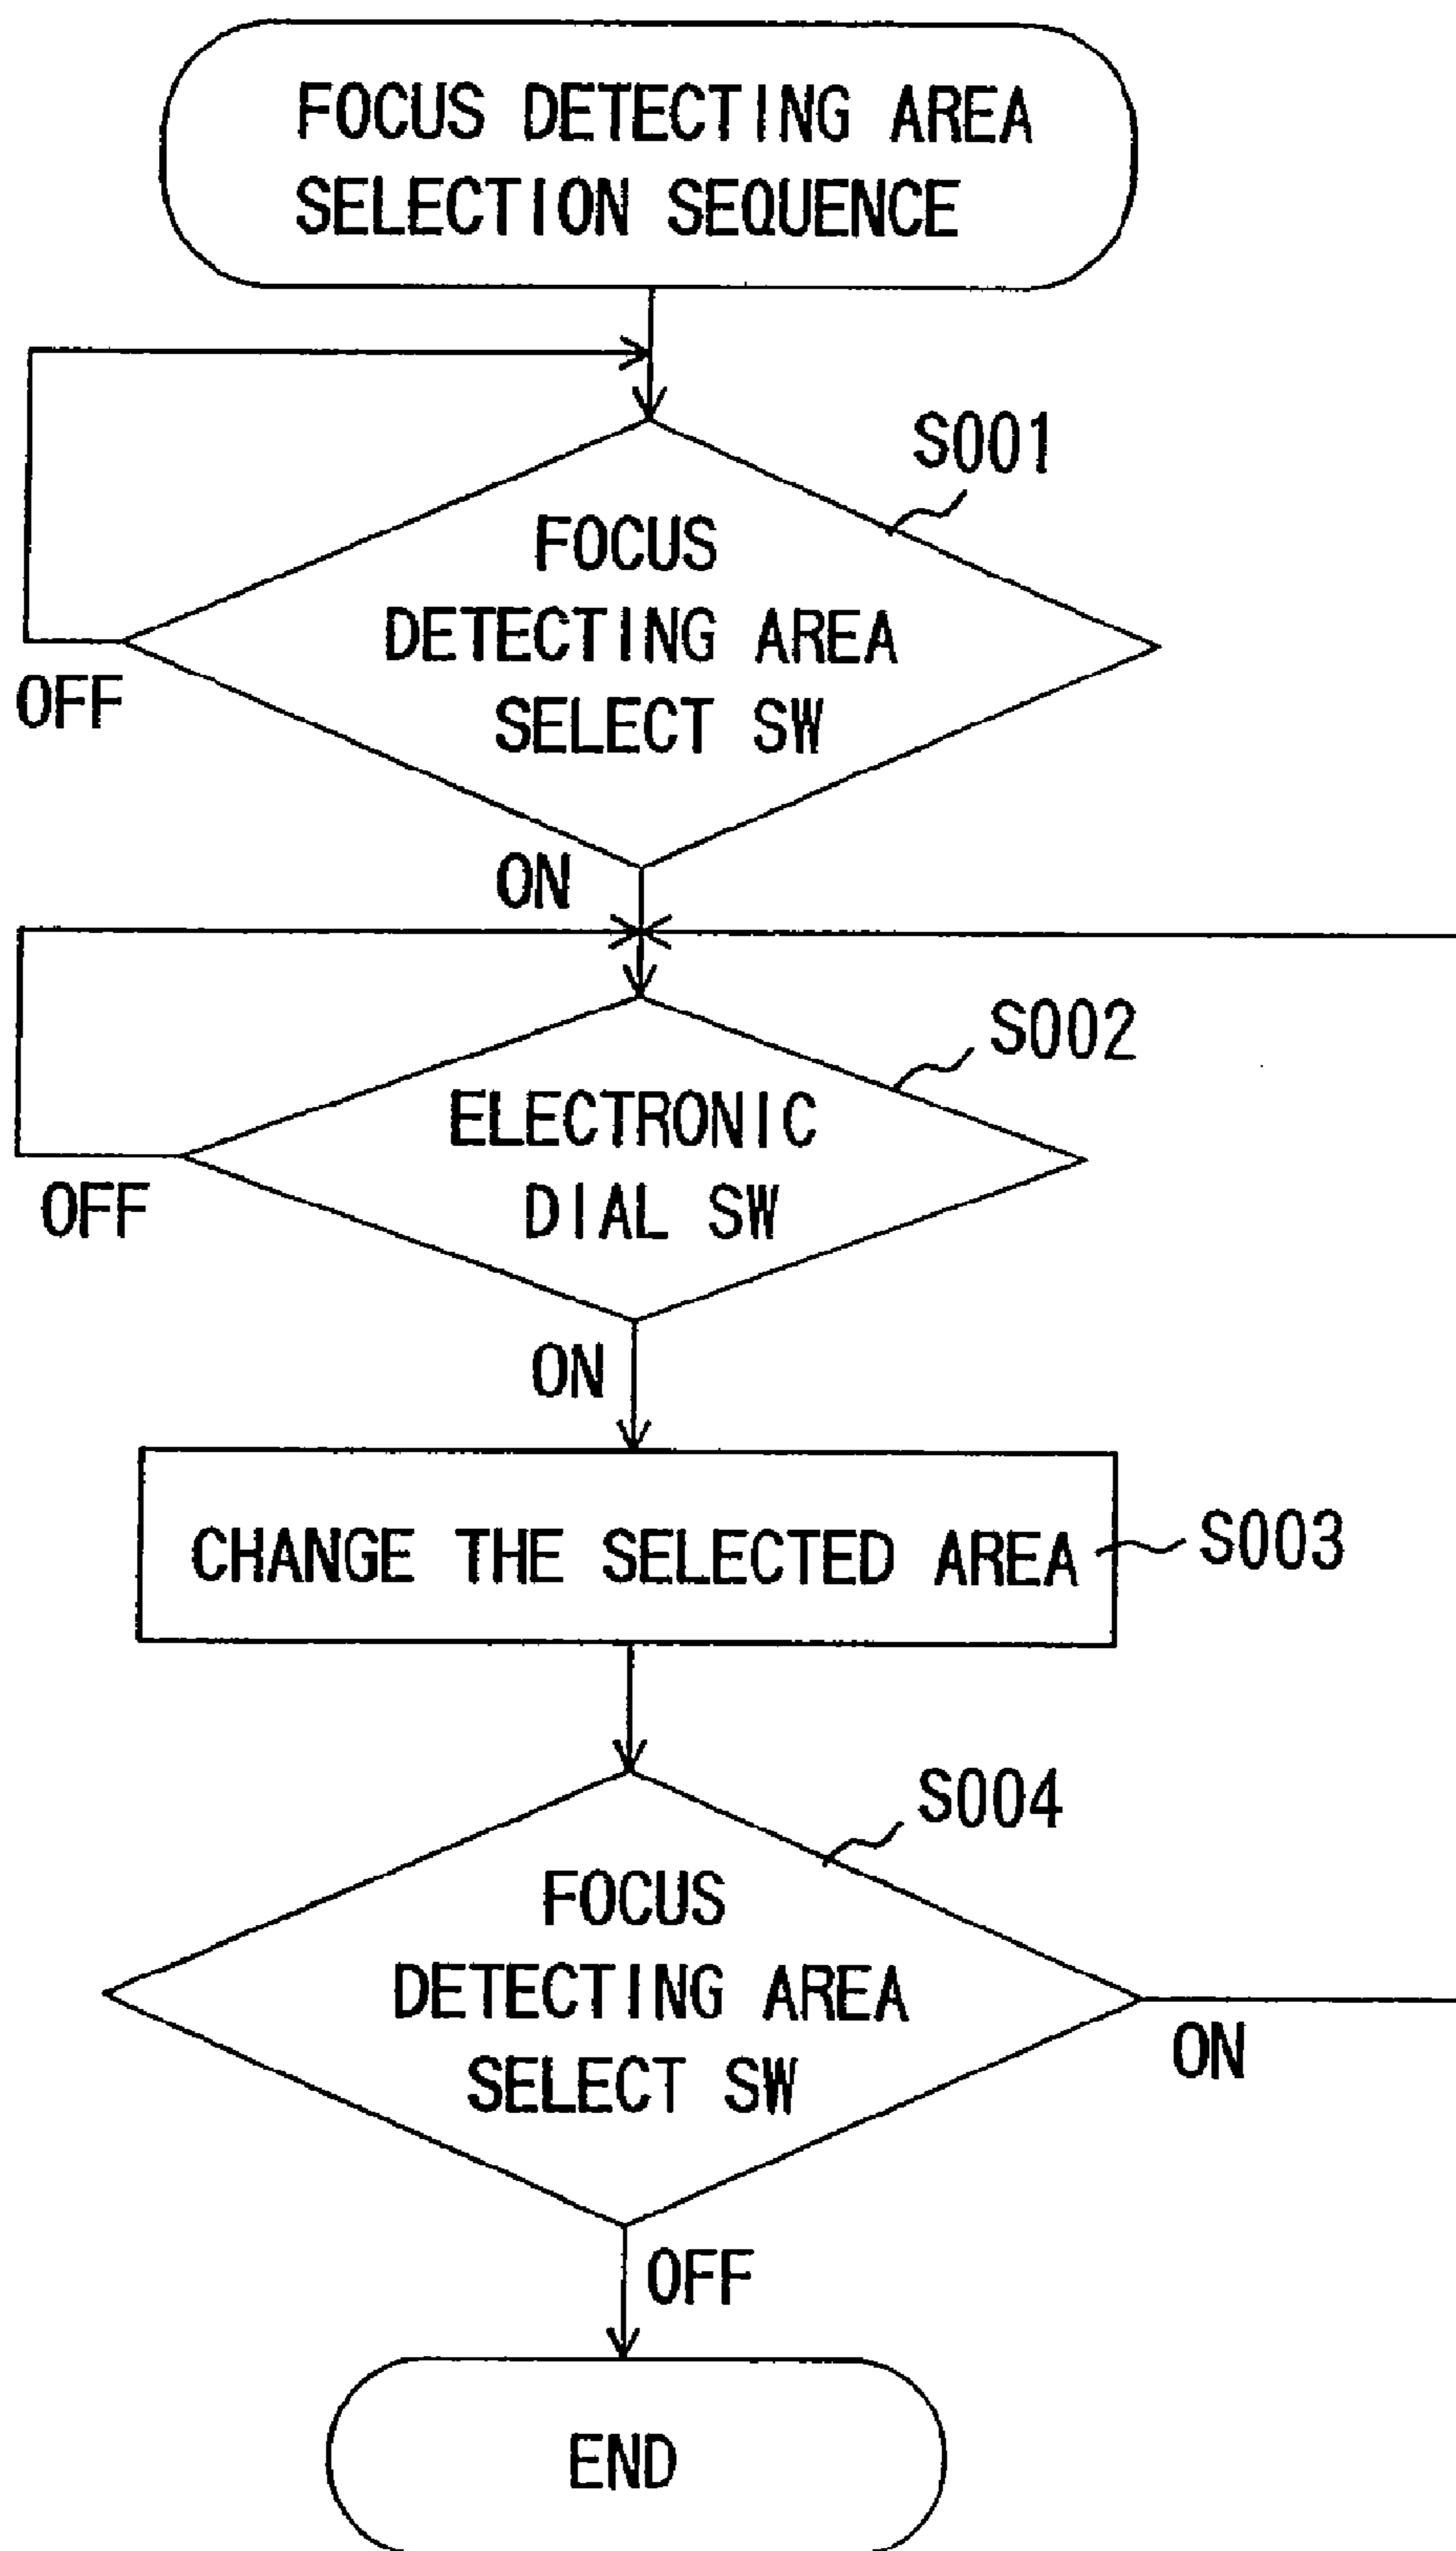 FOCUS DETECTING AREA
SELECTION SEQUENCE
S001
FOCUS
DETECTING AREA
SELECT SW
OFF
ON
S002
ELECTRONIC
DIAL SW
OFF
ON
CHANGE THE SELECTED AREA
S003
S004
FOCUS
DETECTING AREA
SELECT SW
ON
OFF
END